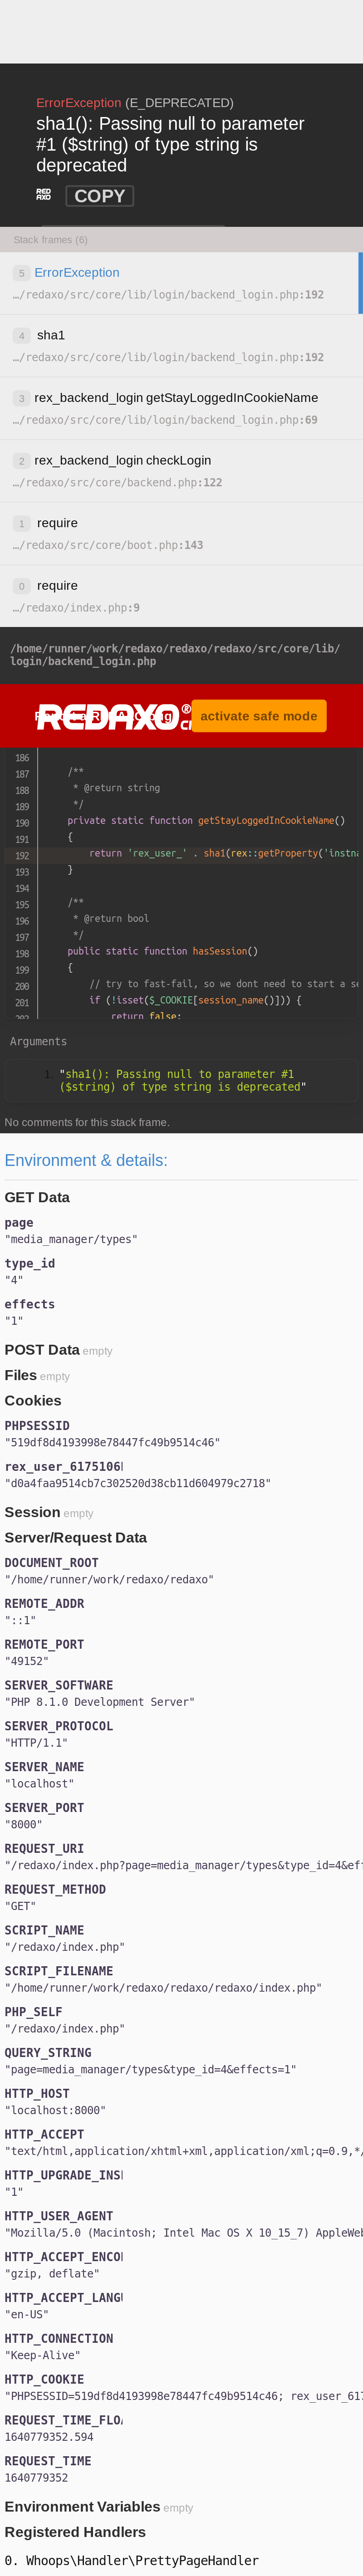 ErrorException (E_DEPRECATED)
sha1(): Passing null to parameter
#1 ($string) of type string is
deprecated
RED
AXO
COPY
Stack frames (6)
5 ErrorException
…/redaxo/src/core/lib/login/backend_login.php:192
4 sha1
…/redaxo/src/core/lib/login/backend_login.php:192
3 rex_backend_login getStayLoggedInCookieName
…/redaxo/src/core/lib/login/backend_login.php:69
2 rex_backend_login checkLogin
…/redaxo/src/core/backend.php:122
1 require
…/redaxo/src/core/boot.php:143
0 require
…/redaxo/index.php:9
/home/runner/work/redaxo/redaxo/redaxo/src/core/lib/
login/backend_login.php
REDAXO®
activate safe mode
186
187 /**
188 * @return string
189 */
190 private static function getStayLoggedInCookieName()
191 {
192 return 'rex_user_' . sha1(rex::getProperty('instna
193 }
194
195 /**
196 * @return bool
197 */
198 public static function hasSession()
199 {
200 // try to fast-fail, so we dont need to start a se
201 if (!isset($_COOKIE[session_name()])) {
202 return false;
Arguments
1. "sha1(): Passing null to parameter #1
($string) of type string is deprecated"
No comments for this stack frame.
Environment & details:
GET Data
page
"media_manager/types"
type_id
"4"
effects
"1"
POST Data empty
Files empty
Cookies
PHPSESSID
"519df8d4193998e78447fc49b9514c46"
rex_user_6175106
"d0a4faa9514cb7c302520d38cb11d604979c2718"
Session empty
Server/Request Data
DOCUMENT_ROOT
"/home/runner/work/redaxo/redaxo"
REMOTE_ADDR
"::1"
REMOTE_PORT
"49152"
SERVER_SOFTWARE
"PHP 8.1.0 Development Server"
SERVER_PROTOCOL
"HTTP/1.1"
SERVER_NAME
"localhost"
SERVER_PORT
"8000"
REQUEST_URI
"/redaxo/index.php?page=media_manager/types&type_id=4&eff
REQUEST_METHOD
"GET"
SCRIPT_NAME
"/redaxo/index.php"
SCRIPT_FILENAME
"/home/runner/work/redaxo/redaxo/redaxo/index.php"
PHP_SELF
"/redaxo/index.php"
QUERY_STRING
"page=media_manager/types&type_id=4&effects=1"
HTTP_HOST
"localhost:8000"
HTTP_ACCEPT
"text/html,application/xhtml+xml,application/xml;q=0.9,*/
HTTP_UPGRADE_INS
"1"
HTTP_USER_AGENT
"Mozilla/5.0 (Macintosh; Intel Mac OS X 10_15_7) AppleWeb
HTTP_ACCEPT_ENCO
"gzip, deflate"
HTTP_ACCEPT_LANG
"en-US"
HTTP_CONNECTION
"Keep-Alive"
HTTP_COOKIE
"PHPSESSID=519df8d4193998e78447fc49b9514c46; rex_user_617
REQUEST_TIME_FLO
1640779352.594
REQUEST_TIME
1640779352
Environment Variables empty
Registered Handlers
0. Whoops\Handler\PrettyPageHandler